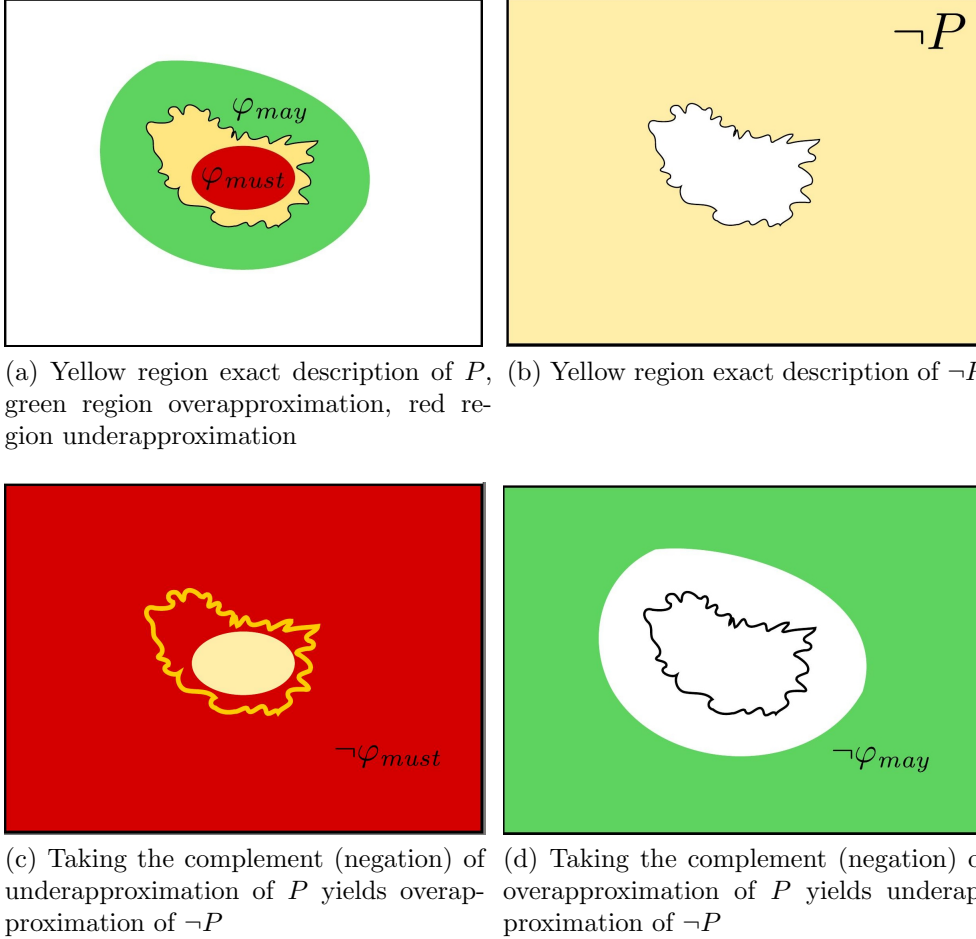 φmay
φmust
¬P
(a) Yellow region exact description of P,
green region overapproximation, red re-
gion underapproximation
(b) Yellow region exact description of ¬P
¬φmust
¬φmay
(c) Taking the complement (negation) of
underapproximation of P yields overap-
proximation of ¬P
(d) Taking the complement (negation) o
overapproximation of P yields underap
proximation of ¬P